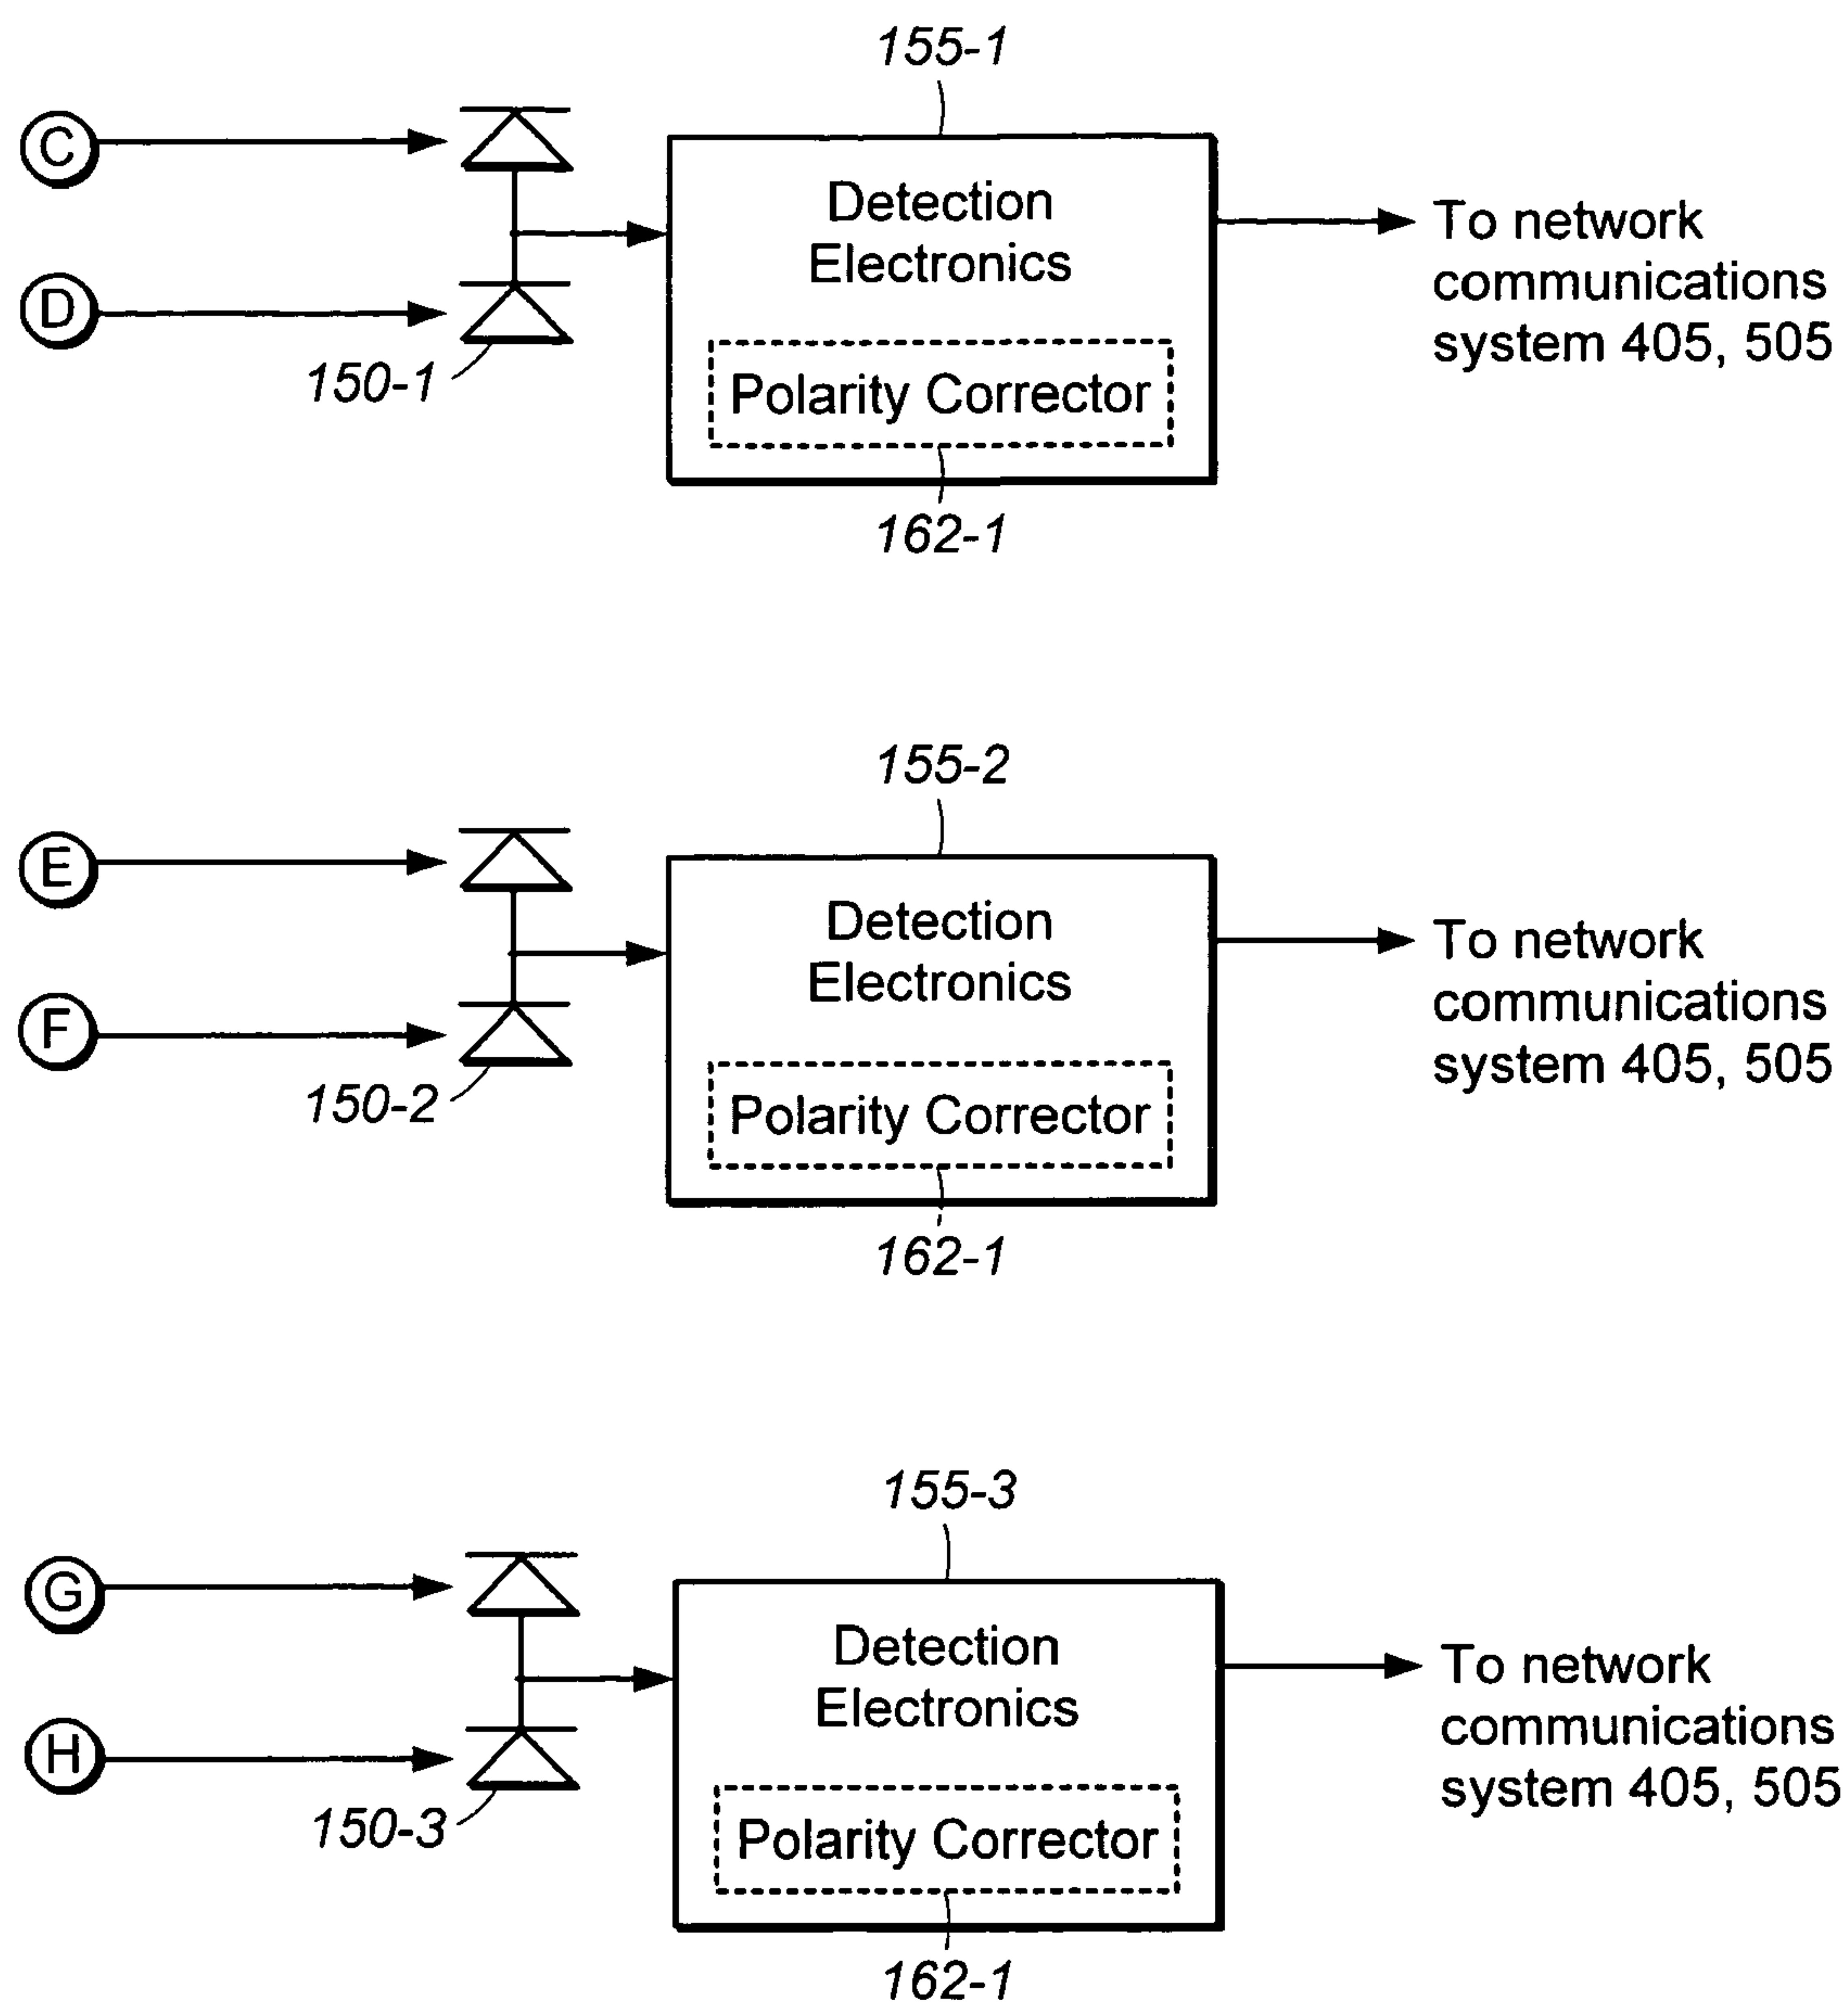 155-1
C
Detection
Electronics
To network
communications
system 405, 505
D
150-1
Polarity Corrector
162-1
155-2
E
Detection
Electronics
To network
communications
system 405, 505
F
150-2
Polarity Corrector
162-1
155-3
G
Detection
Electronics
To network
communications
system 405, 505
H
150-3
Polarity Corrector
162-1